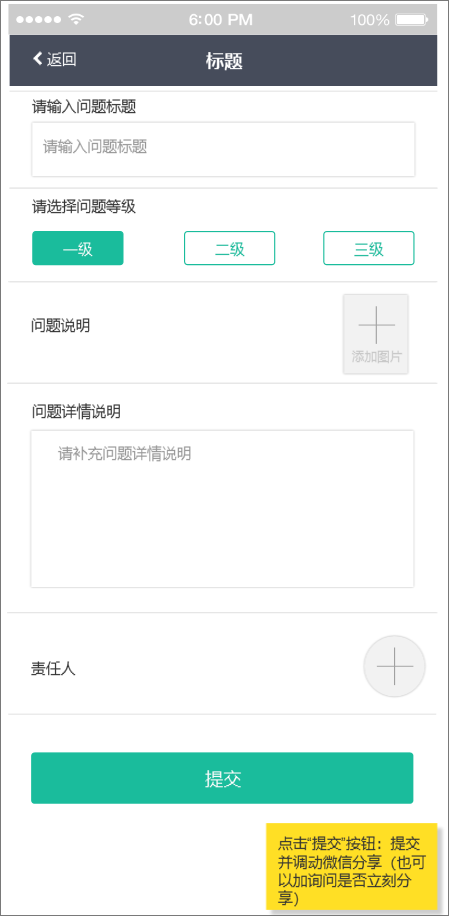 6:00 PM 100%
返回 标题
请输入问题标题
请输入问题标题
请选择问题等级
一级 二级 三级
问题说明
添加图片
问题详情说明
请补充问题详情说明
责任人
提交
点击“提交”按钮：提交
并调动微信分享（也可
以加询问是否立刻分
享）